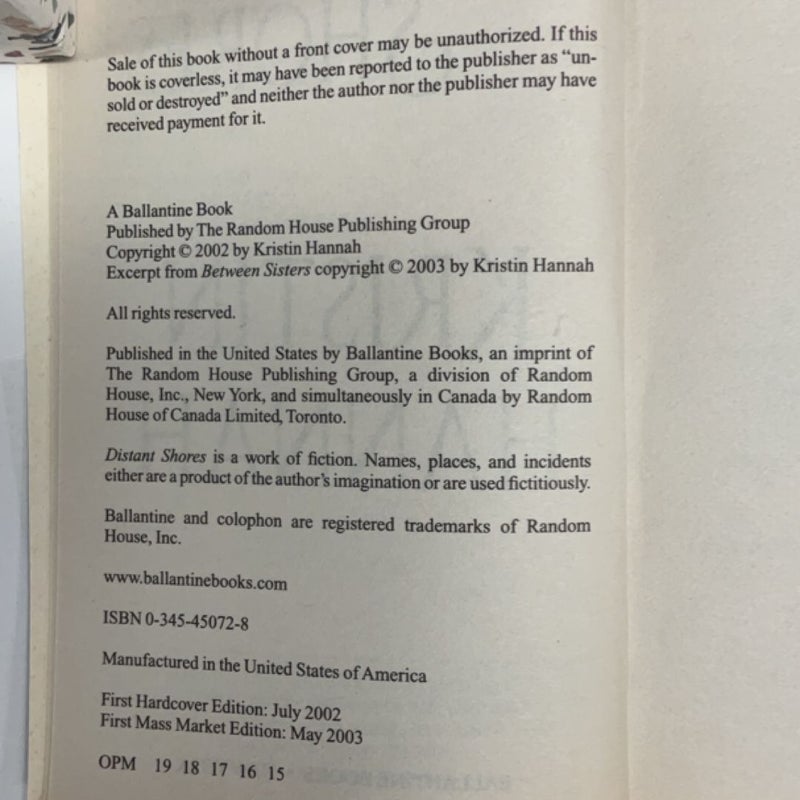 Sale of this book without a front cover may be unauthorized. If this
book is coverless, it may have been reported to the publisher as “un-
sold or destroyed” and neither the author nor the publisher may have
received payment for it.
A Ballantine Book
Published by The Random House Publishing Group
Copyright © 2002 by Kristin Hannah
Excerpt from Between Sisters copyright © 2003 by Kristin Hannah
All rights reserved.
Published in the United States by Ballantine Books, an imprint of
The Random House Publishing Group, a division of Random
House, Inc., New York, and simultaneously in Canada by Random
House of Canada Limited, Toronto.
Distant Shores is a work of fiction. Names, places, and incidents
either are a product of the author’s imagination or are used fictitiously.
Ballantine and colophon are registered trademarks of Random
House, Inc.
www.ballantinebooks.com
ISBN 0-345-45072-8
Manufactured in the United States of America
First Hardcover Edition: July 2002
First Mass Market Edition: May 2003
OPM 19 18 17 16 15